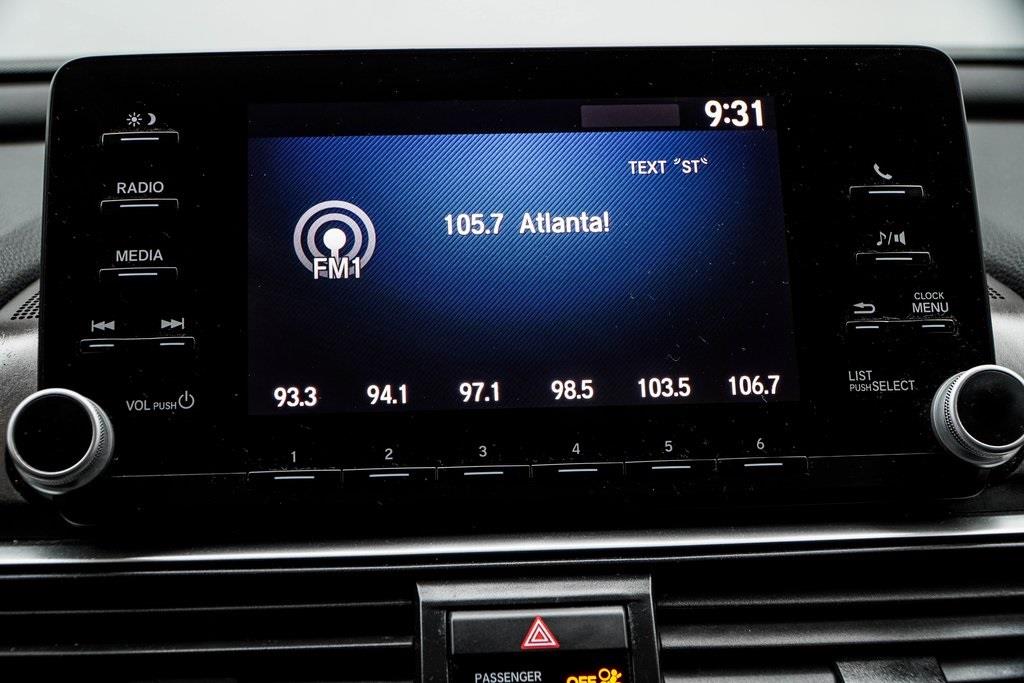 9:31
TEXT "ST"
105.7 Atlanta!
FM1
93.3 94.1 97.1 98.5 103.5 106.7
RADIO
MEDIA
VOL PUSH
CLOCK
MENU
LIST
PUSH SELECT
1 2 3 4 5 6
PASSENGER
OFF